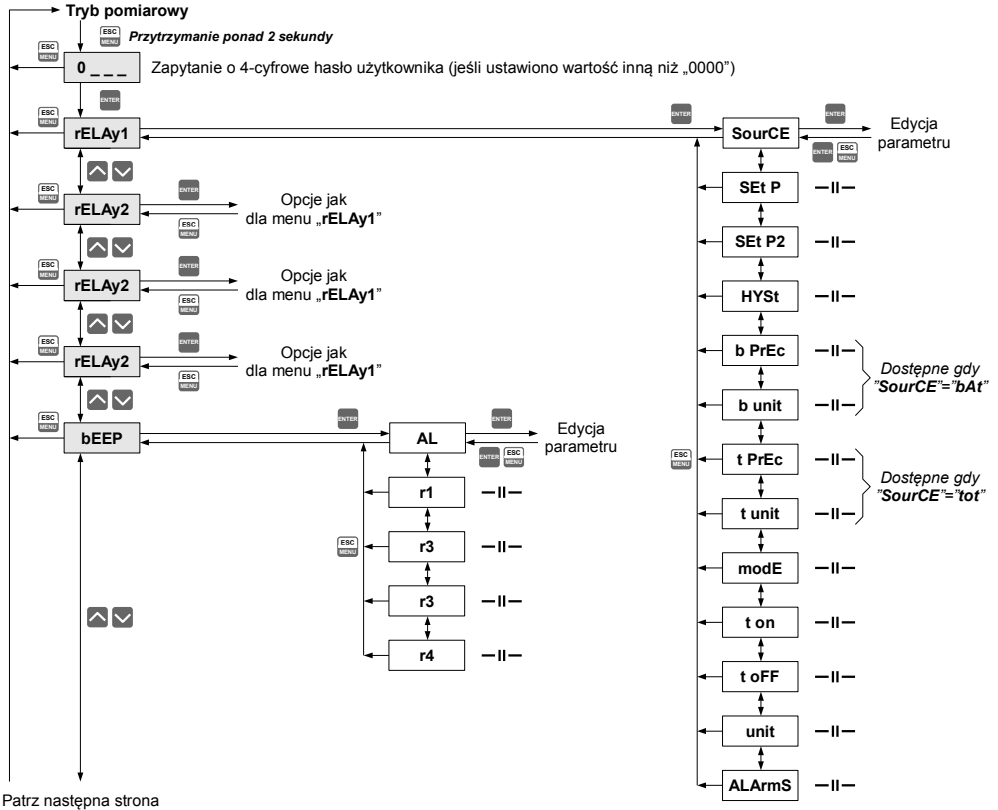 Tryb pomiarowy
ESC MENU
Przytrzymanie ponad 2 sekundy
ESC MENU
0 _ _ _
Zapytanie o 4-cyfrowe hasło użytkownika (jeśli ustawiono wartość inną niż „0000”)
ENTER
ESC MENU
rELAy1
ENTER
SourCE
ENTER
ENTER
ESC MENU
Edycja
parametru
ESC MENU
rELAy2
ENTER
ESC MENU
Opcje jak
dla menu „rELAy1”
ESC MENU
rELAy2
ENTER
ESC MENU
Opcje jak
dla menu „rELAy1”
ESC MENU
rELAy2
ENTER
ESC MENU
Opcje jak
dla menu „rELAy1”
ESC MENU
bEEP
ENTER
AL
ENTER
ENTER
ESC MENU
Edycja
parametru
r1
—II—
ESC MENU
r3
—II—
r3
—II—
r4
—II—
SEt P
—II—
SEt P2
—II—
HYSt
—II—
b PrEc
—II—
b unit
—II—
Dostępne gdy
"SourCE"="bAt"
ESC MENU
t PrEc
—II—
t unit
—II—
Dostępne gdy
"SourCE"="tot"
modE
—II—
t on
—II—
t oFF
—II—
unit
—II—
ALArmS
—II—
Patrz następna strona